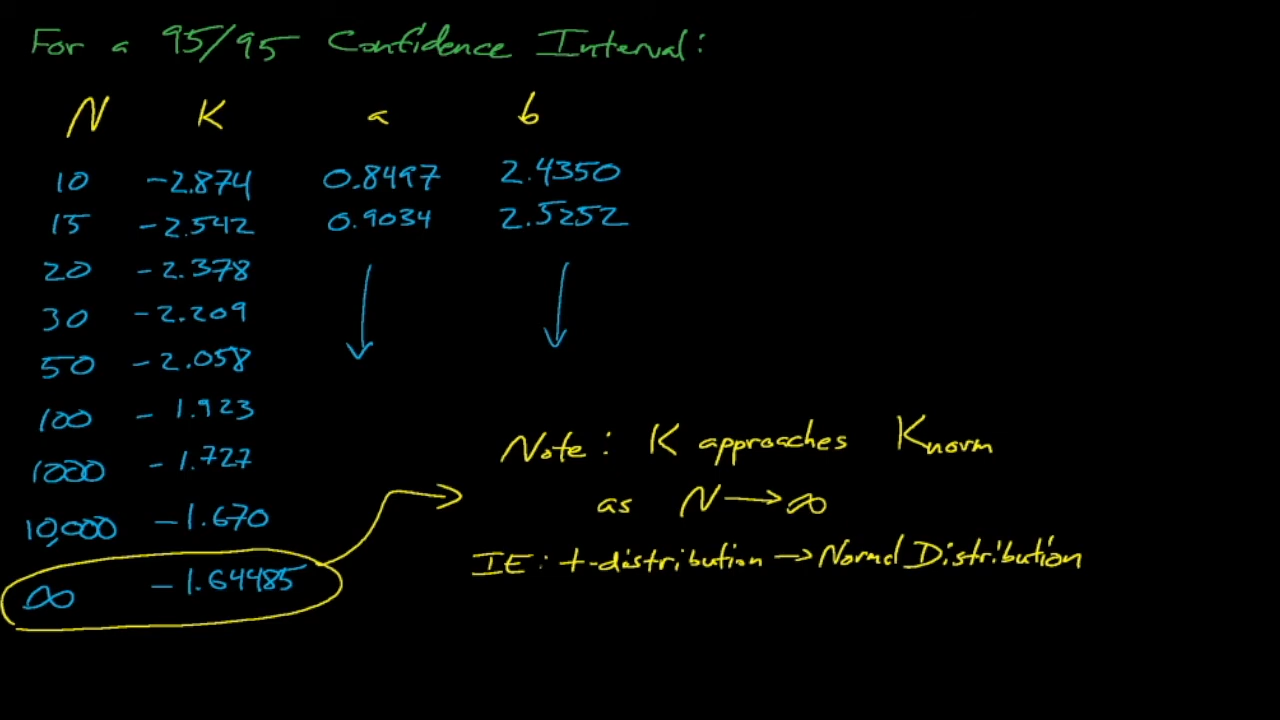 For a 95/95 Confidence Interval:
N K a b
10 -2.874 0.8497 2.4350
15 -2.542 0.9034 2.5252
20 -2.378
30 -2.209
50 -2.058
100 -1.923
1000 -1.727
10,000 -1.670
∞ -1.64485
Note: K approaches Knorm
as N → ∞
IE: t-distribution → Normal Distribution